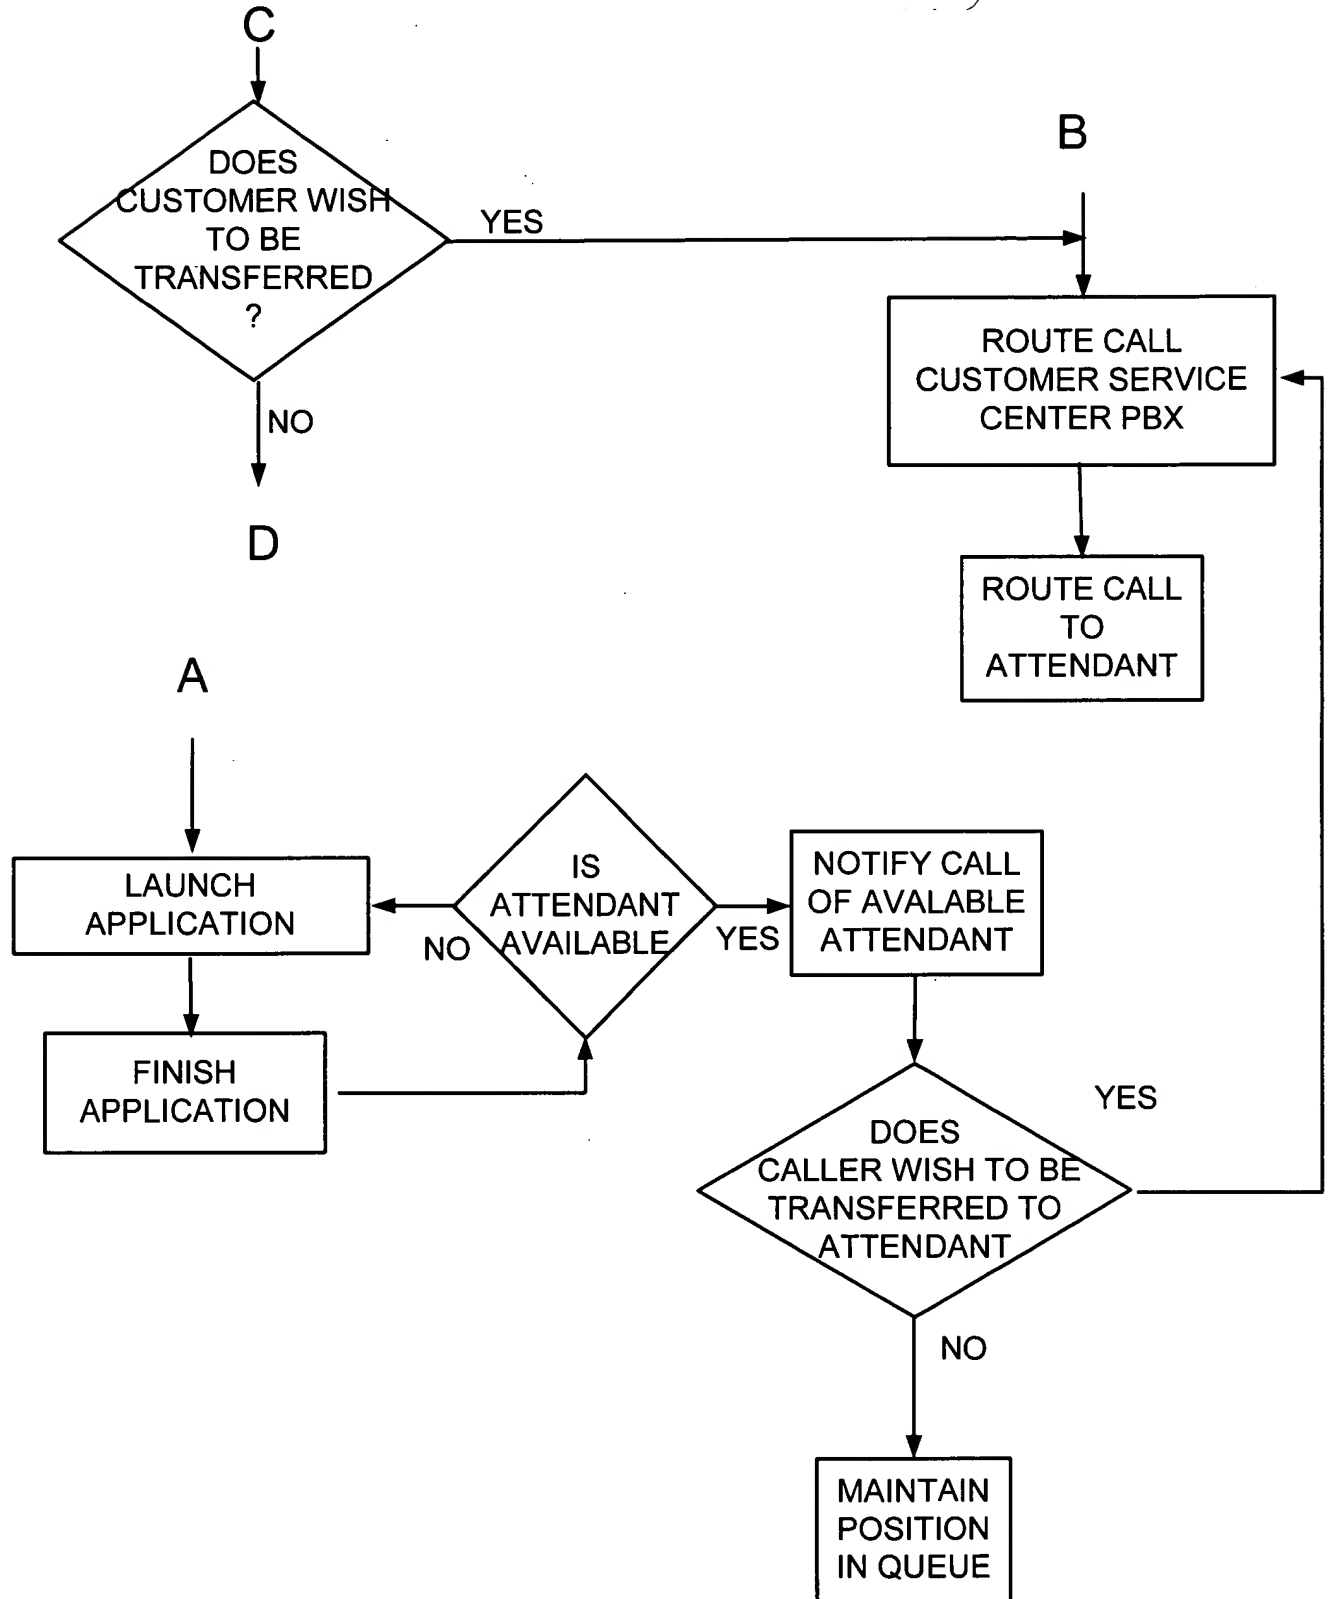 C
DOES
CUSTOMER WISH
TO BE
TRANSFERRED
?
YES
NO
D
B
ROUTE CALL
CUSTOMER SERVICE
CENTER PBX
ROUTE CALL
TO
ATTENDANT
A
LAUNCH
APPLICATION
FINISH
APPLICATION
IS
ATTENDANT
AVAILABLE
NO
YES
NOTIFY CALL
OF AVALABLE
ATTENDANT
DOES
CALLER WISH TO BE
TRANSFERRED TO
ATTENDANT
YES
NO
MAINTAIN
POSITION
IN QUEUE